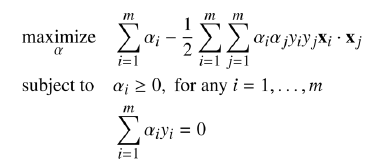 maximize_α ∑_{i=1}^{m} α_i − 1/2 ∑_{i=1}^{m} ∑_{j=1}^{m} α_i α_j y_i y_j 𝐱_i · 𝐱_j
subject to α_i ≥ 0, for any i = 1, . . . , m
∑_{i=1}^{m} α_i y_i = 0